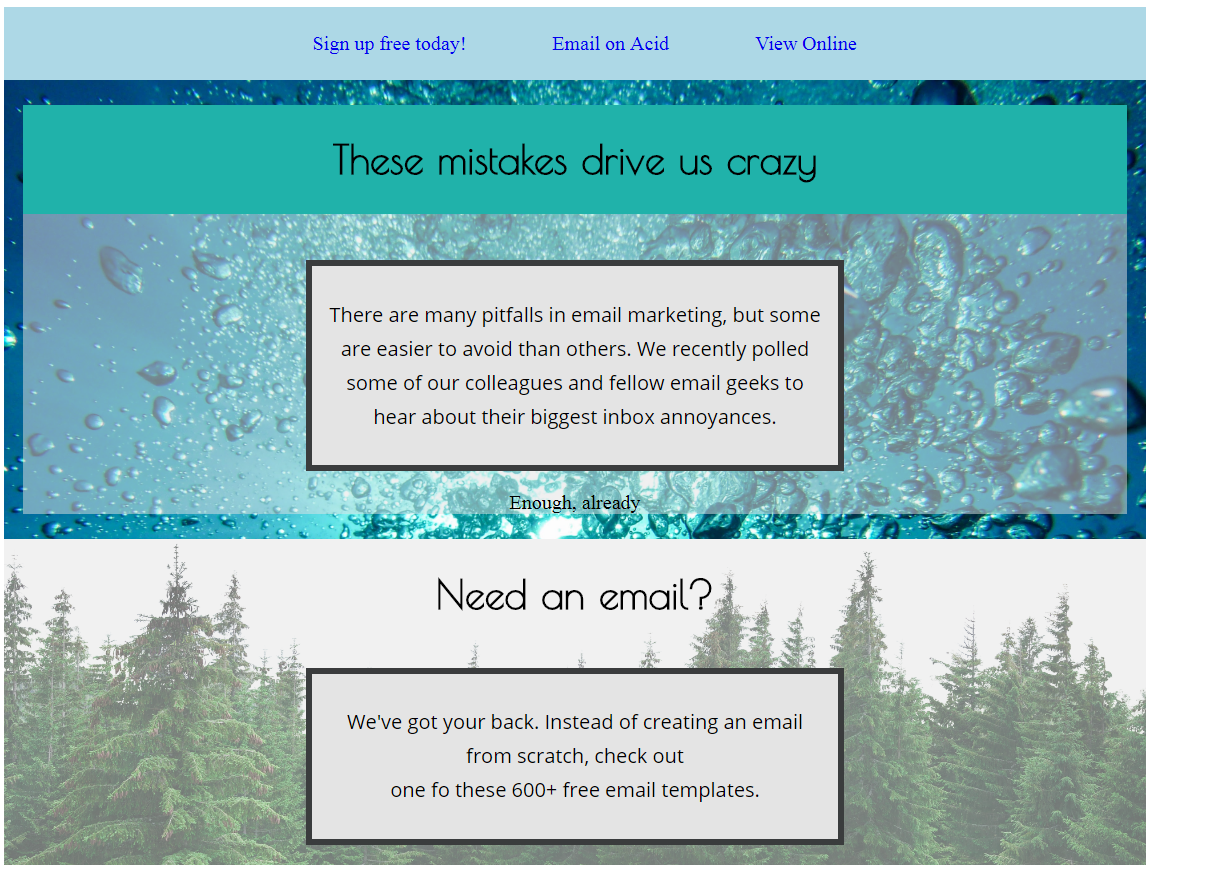 Sign up free today! Email on Acid View Online
These mistakes drive us crazy
There are many pitfalls in email marketing, but some
are easier to avoid than others. We recently polled
some of our colleagues and fellow email geeks to
hear about their biggest inbox annoyances.
Enough, already
Need an email?
We've got your back. Instead of creating an email
from scratch, check out
one fo these 600+ free email templates.